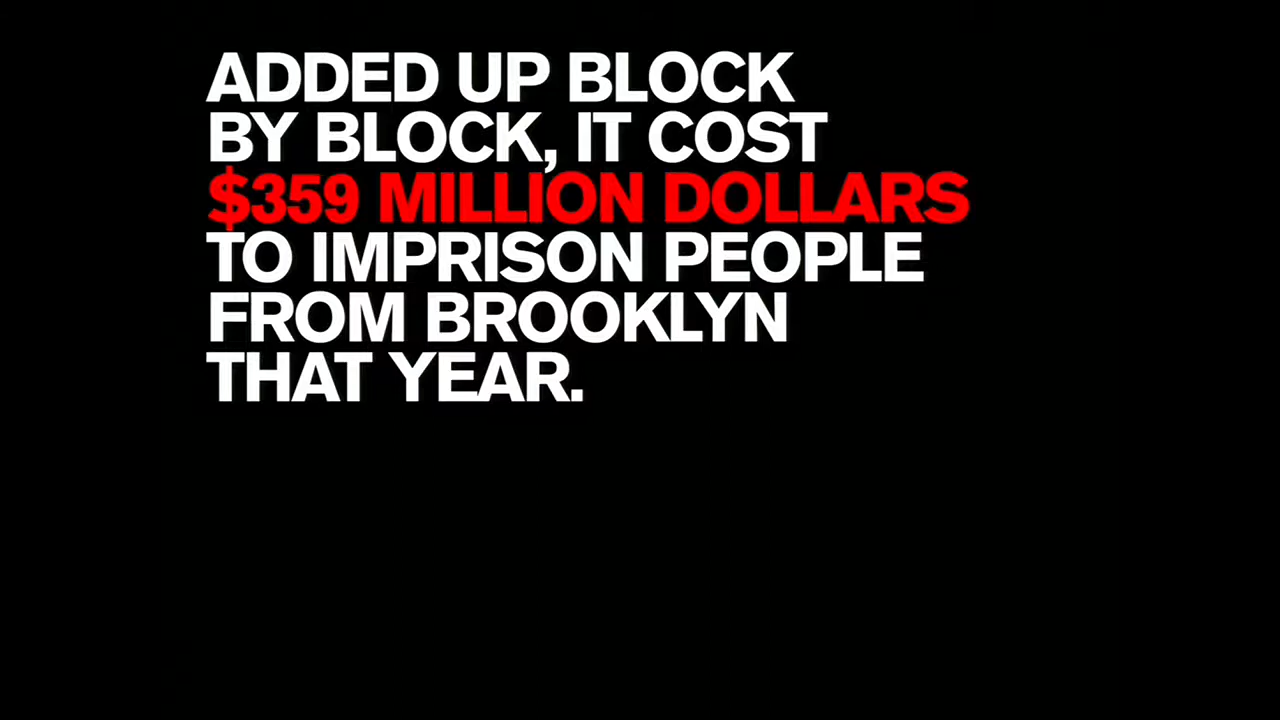 ADDED UP BLOCK
BY BLOCK, IT COST
$359 MILLION DOLLARS
TO IMPRISON PEOPLE
FROM BROOKLYN
THAT YEAR.